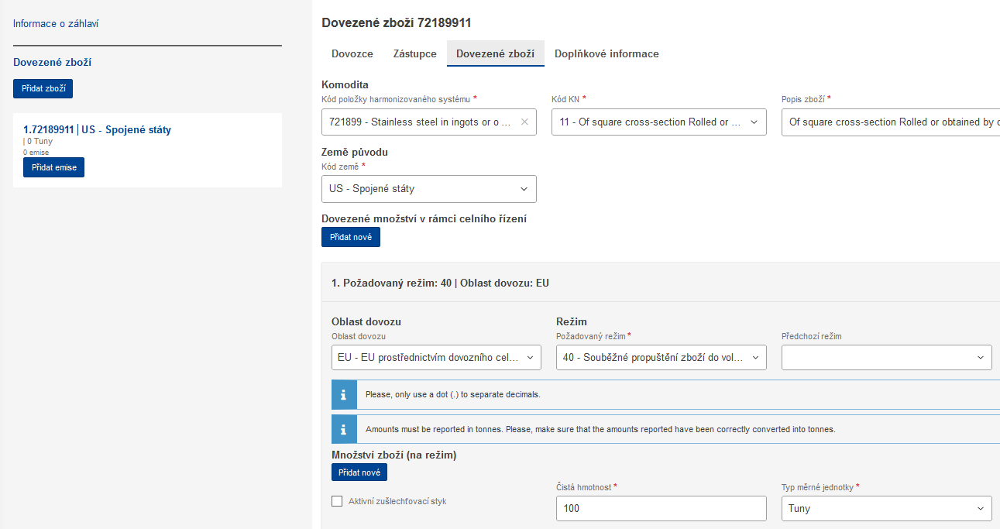 Informace o záhlaví
Dovezené zboží
Přidat zboží
1.72189911 | US - Spojené státy
| 0 Tuny
0 emise
Přidat emise
Dovezené zboží 72189911
Dovozce Zástupce Dovezené zboží Doplňkové informace
Komodita
Kód položky harmonizovaného systému * Kód KN * Popis zboží *
721899 - Stainless steel in ingots or o ... 11 - Of square cross-section Rolled or ... Of square cross-section Rolled or obtained by c
Země původu
Kód země *
US - Spojené státy
Dovezené množství v rámci celního řízení
Přidat nové
1. Požadovaný režim: 40 | Oblast dovozu: EU
Oblast dovozu Režim
Oblast dovozu Požadovaný režim * Předchozí režim
EU - EU prostřednictvím dovozního cel... 40 - Souběžné propuštění zboží do vol...
Please, only use a dot (.) to separate decimals.
Amounts must be reported in tonnes. Please, make sure that the amounts reported have been correctly converted into tonnes.
Množství zboží (na režim)
Přidat nové
Čistá hmotnost * Typ měrné jednotky *
Aktivní zušlechťovací styk
100 Tuny